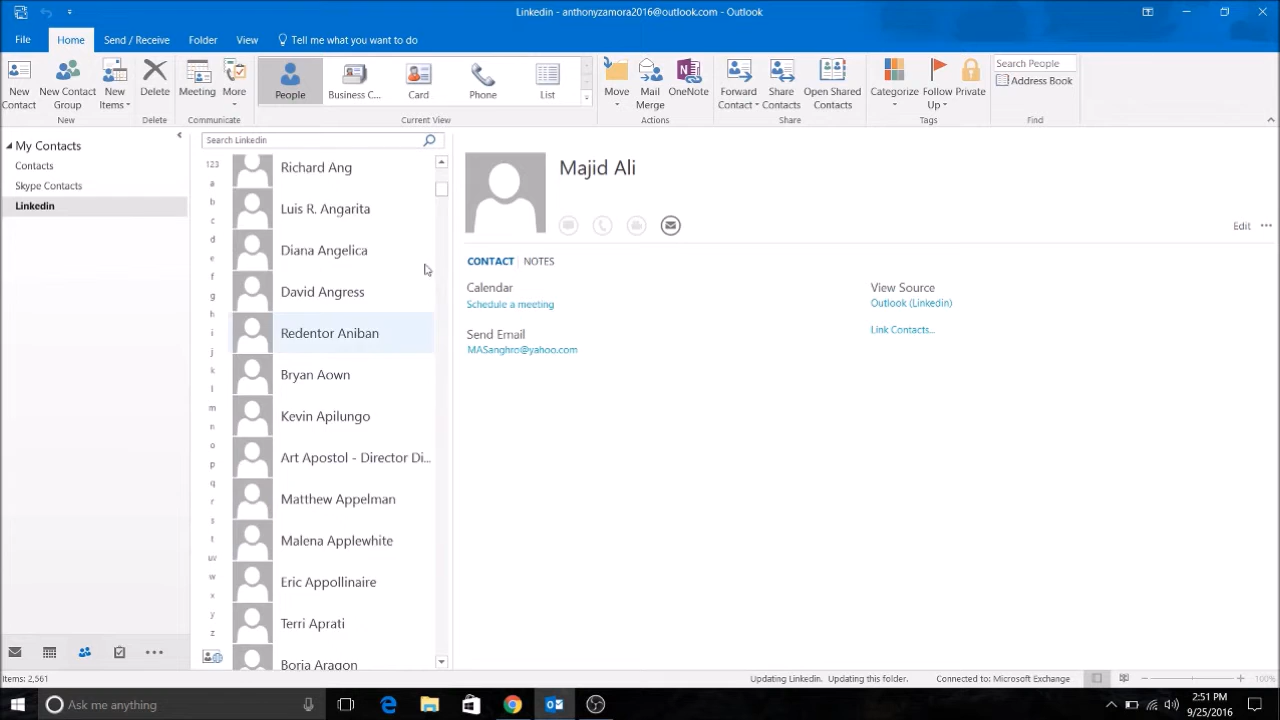 Linkedin - anthonyzamora2016@outlook.com - Outlook
File Home Send / Receive Folder View Tell me what you want to do
New Contact
New Contact Group
New Items
Delete
Meeting
More
People
Business C...
Card
Phone
List
Move
Mail Merge
OneNote
Forward Contact
Share Contacts
Open Shared Contacts
Categorize
Follow Up
Private
Search People
Address Book
New Delete Communicate Current View Actions Share Tags Find
My Contacts
Contacts
Skype Contacts
Linkedin
Search Linkedin
123
a
b
c
d
e
f
g
h
i
j
k
l
m
n
o
p
q
r
s
t
uv
w
x
y
z
Richard Ang
Luis R. Angarita
Diana Angelica
David Angress
Redentor Aniban
Bryan Aown
Kevin Apilungo
Art Apostol - Director Di...
Matthew Appelman
Malena Applewhite
Eric Appollinaire
Terri Aprati
Boria Aragon
Majid Ali
Edit
CONTACT | NOTES
Calendar
Schedule a meeting
Send Email
MASanghro@yahoo.com
View Source
Outlook (Linkedin)
Link Contacts...
Items: 2,561
Updating Linkedin. Updating this folder. Connected to: Microsoft Exchange 100%
Ask me anything
2:51 PM
9/25/2016